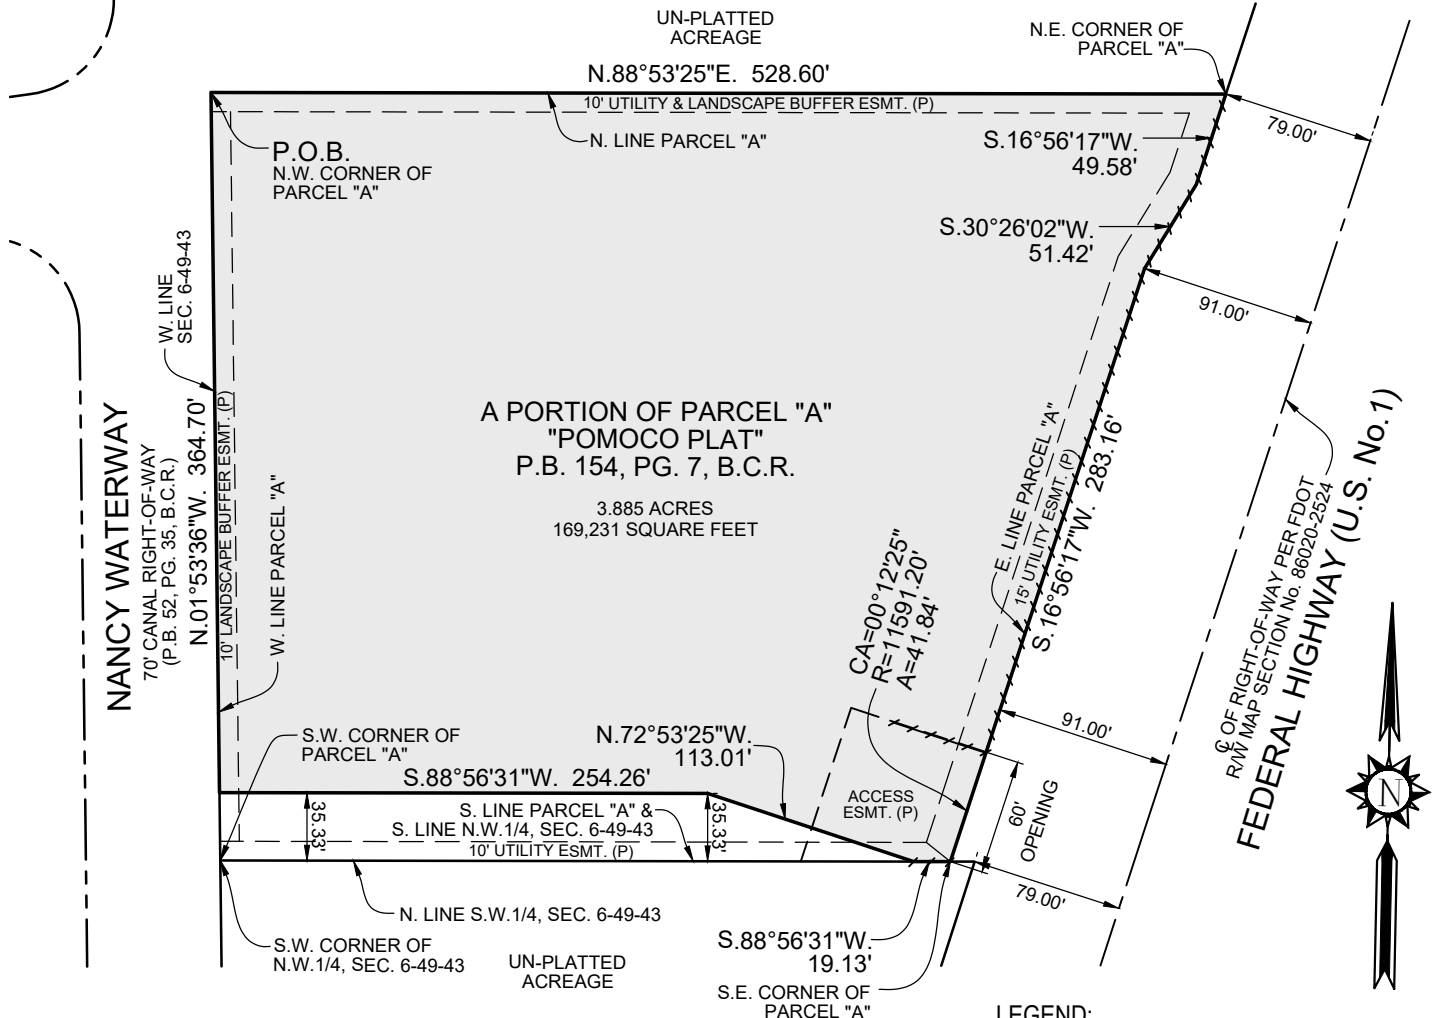 UN-PLATTED
ACREAGE
N.E. CORNER OF
PARCEL "A"
N.88°53'25"E. 528.60'
10' UTILITY & LANDSCAPE BUFFER ESMT. (P)
N. LINE PARCEL "A"
P.O.B.
N.W. CORNER OF
PARCEL "A"
S.16°56'17"W.
49.58'
79.00'
S.30°26'02"W.
51.42'
91.00'
W. LINE
SEC. 6-49-43
NANCY WATERWAY
70' CANAL RIGHT-OF-WAY
(P.B. 52, PG. 35, B.C.R.)
N.01°53'36"W. 364.70'
10' LANDSCAPE BUFFER ESMT. (P)
W. LINE PARCEL "A"
A PORTION OF PARCEL "A"
"POMOCO PLAT"
P.B. 154, PG. 7, B.C.R.
3.885 ACRES
169,231 SQUARE FEET
CA=00°12'25"
R=11591.20'
A=41.84'
E. LINE PARCEL "A"
15' UTILITY ESMT. (P)
S.16°56'17"W. 283.16'
℄ OF RIGHT-OF-WAY PER FDOT
R/W MAP SECTION No. 86020-2524
FEDERAL HIGHWAY (U.S. No.1)
S.W. CORNER OF
PARCEL "A"
N.72°53'25"W.
113.01'
91.00'
S.88°56'31"W. 254.26'
35.33'
S. LINE PARCEL "A" &
S. LINE N.W.1/4, SEC. 6-49-43
10' UTILITY ESMT. (P)
35.33'
ACCESS
ESMT. (P)
60'
OPENING
79.00'
N
N. LINE S.W.1/4, SEC. 6-49-43
S.W. CORNER OF
N.W.1/4, SEC. 6-49-43
UN-PLATTED
ACREAGE
S.88°56'31"W.
19.13'
S.E. CORNER OF
PARCEL "A"
LEGEND: